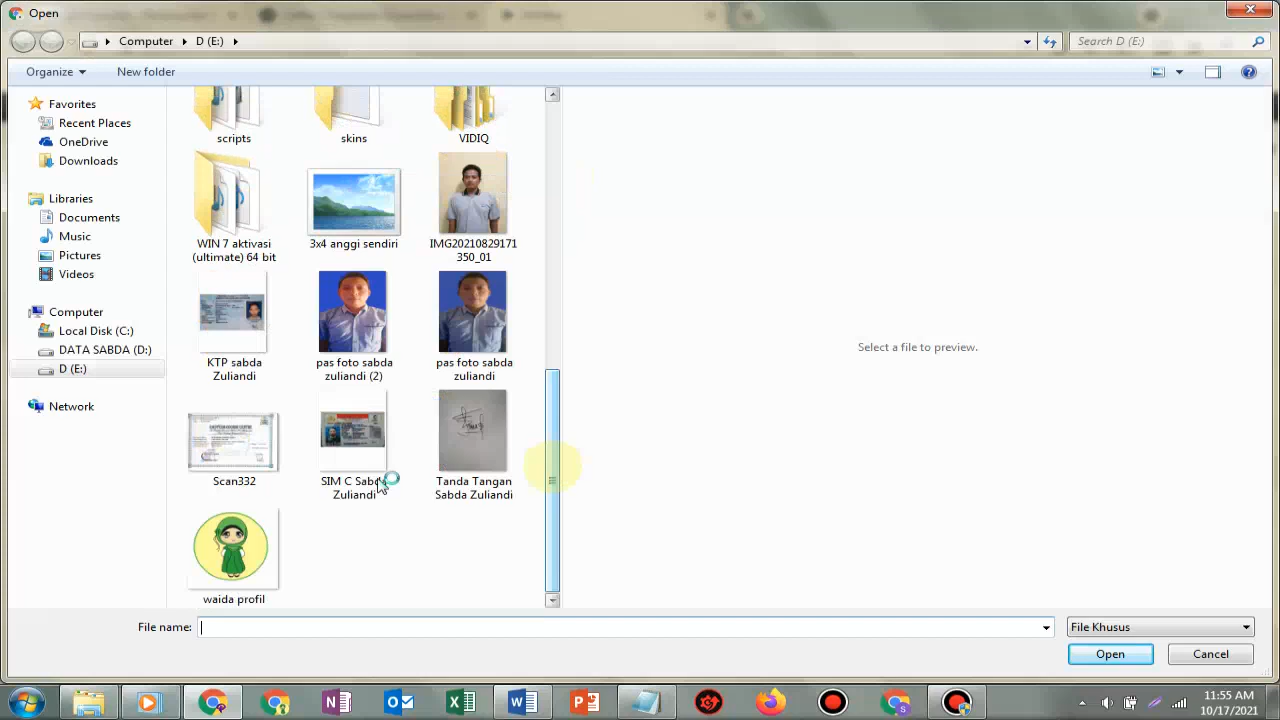 Open
Computer
D (E:)
Search D (E:)
Organize
New folder
Favorites
Recent Places
OneDrive
Downloads
Libraries
Documents
Music
Pictures
Videos
Computer
Local Disk (C:)
DATA SABDA (D:)
D (E:)
Network
scripts
skins
VIDIQ
WIN 7 aktivasi
(ultimate) 64 bit
3x4 anggi sendiri
IMG20210829171
350_01
KTP sabda
Zuliandi
pas foto sabda
zuliandi (2)
pas foto sabda
zuliandi
Scan332
SIM C Sabda
Zuliandi
Tanda Tangan
Sabda Zuliandi
waida profil
Select a file to preview.
File name:
File Khusus
Open
Cancel
11:55 AM
10/17/2021